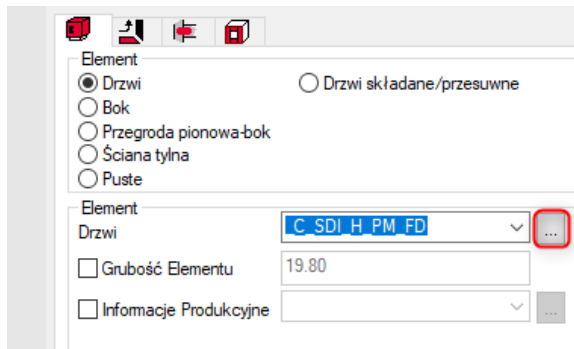 Element
Drzwi
Drzwi składane/przesuwne
Bok
Przegroda pionowa-bok
Ściana tylna
Puste
Element
Drzwi
_C_SDI_H_PM_FD
...
Grubość Elementu
19.80
Informacje Produkcyjne
...